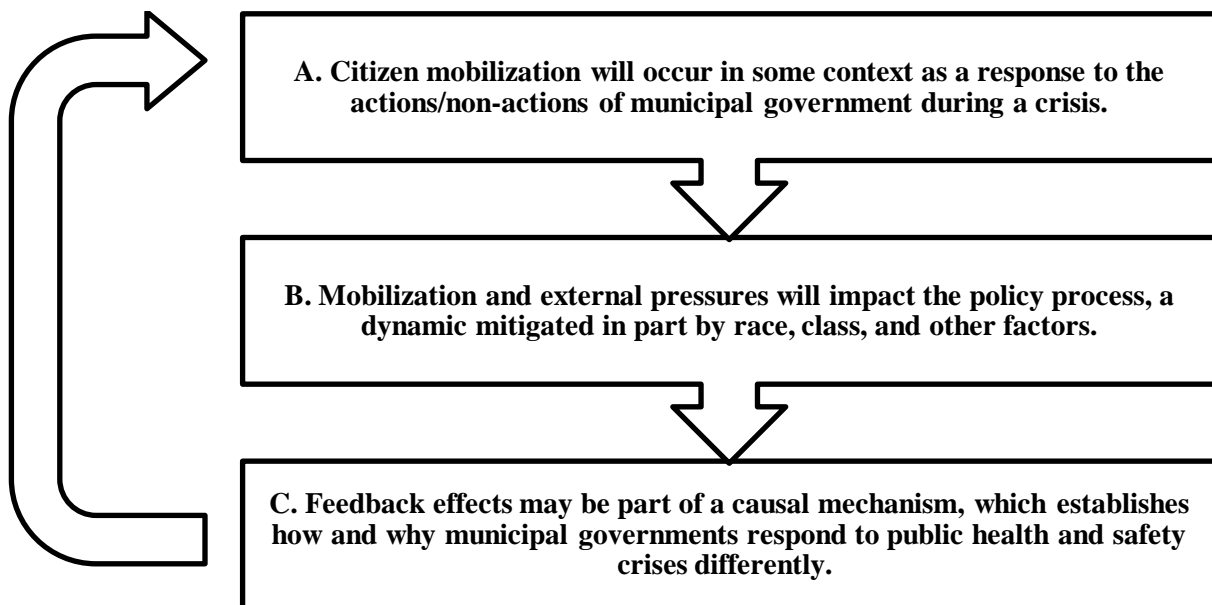 A. Citizen mobilization will occur in some context as a response to the
actions/non-actions of municipal government during a crisis.
B. Mobilization and external pressures will impact the policy process, a
dynamic mitigated in part by race, class, and other factors.
C. Feedback effects may be part of a causal mechanism, which establishes
how and why municipal governments respond to public health and safety
crises differently.